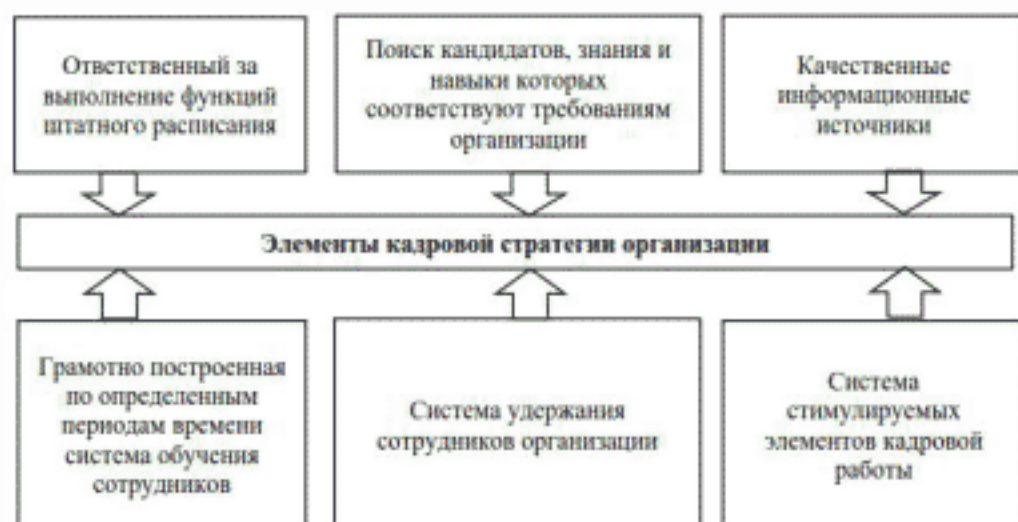 Ответственный за
выполнение функций
штатного расписания
Поиск кандидатов, знания и
навыки которых
соответствуют требованиям
организации
Качественные
информационные
источники
Элементы кадровой стратегии организации
Грамотно построенная
по определенным
периодам времени
система обучения
сотрудников
Система удержания
сотрудников организации
Система
стимулируемых
элементов кадровой
работы